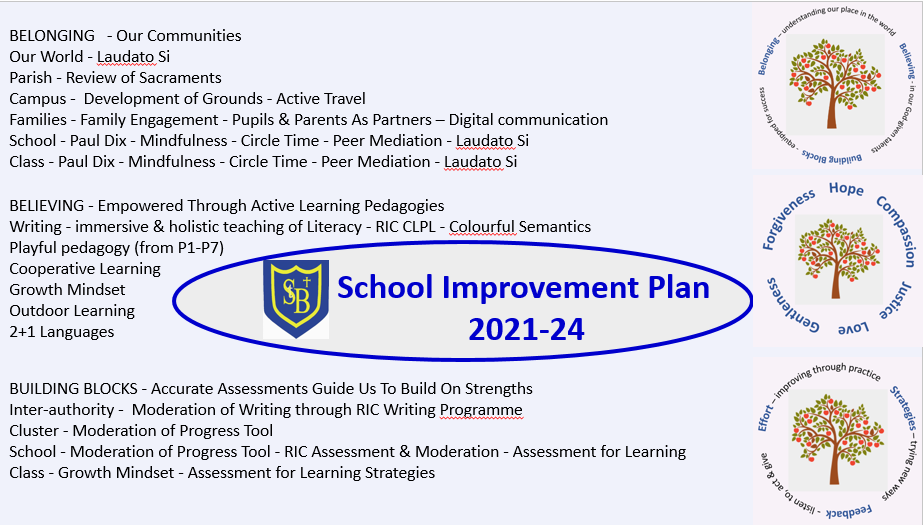 BELONGING - Our Communities
Our World - Laudato Si
Parish - Review of Sacraments
Campus - Development of Grounds - Active Travel
Families - Family Engagement - Pupils & Parents As Partners – Digital communication
School - Paul Dix - Mindfulness - Circle Time - Peer Mediation - Laudato Si
Class - Paul Dix - Mindfulness - Circle Time - Peer Mediation - Laudato Si
BELIEVING - Empowered Through Active Learning Pedagogies
Writing - immersive & holistic teaching of Literacy - RIC CLPL - Colourful Semantics
Playful pedagogy (from P1-P7)
Cooperative Learning
Growth Mindset
Outdoor Learning
2+1 Languages
SB
School Improvement Plan
2021-24
BUILDING BLOCKS - Accurate Assessments Guide Us To Build On Strengths
Inter-authority - Moderation of Writing through RIC Writing Programme
Cluster - Moderation of Progress Tool
School - Moderation of Progress Tool - RIC Assessment & Moderation - Assessment for Learning
Class - Growth Mindset - Assessment for Learning Strategies
Belonging – understanding our place in the world
Believing - in our God given talents
Building Blocks - equipped for success
Forgiveness Hope Compassion Justice Love Gentleness
Effort – improving through practice
Strategies – trying new ways
Feedback - listen to, act & give